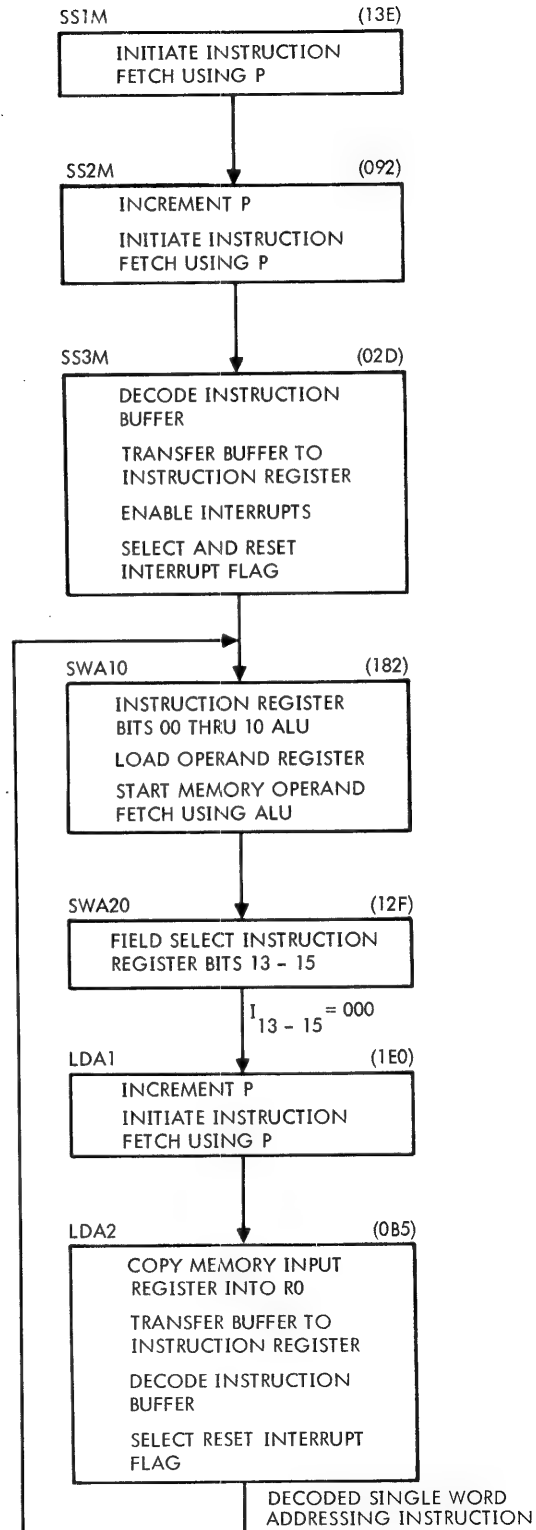 SS1M (13E)
INITIATE INSTRUCTION
FETCH USING P
SS2M (092)
INCREMENT P
INITIATE INSTRUCTION
FETCH USING P
SS3M (02D)
DECODE INSTRUCTION
BUFFER
TRANSFER BUFFER TO
INSTRUCTION REGISTER
ENABLE INTERRUPTS
SELECT AND RESET
INTERRUPT FLAG
SWA10 (182)
INSTRUCTION REGISTER
BITS 00 THRU 10 ALU
LOAD OPERAND REGISTER
START MEMORY OPERAND
FETCH USING ALU
SWA20 (12F)
FIELD SELECT INSTRUCTION
REGISTER BITS 13 - 15
I 13 - 15 = 000
LDA1 (1E0)
INCREMENT P
INITIATE INSTRUCTION
FETCH USING P
LDA2 (0B5)
COPY MEMORY INPUT
REGISTER INTO R0
TRANSFER BUFFER TO
INSTRUCTION REGISTER
DECODE INSTRUCTION
BUFFER
SELECT RESET INTERRUPT
FLAG
DECODED SINGLE WORD
ADDRESSING INSTRUCTION